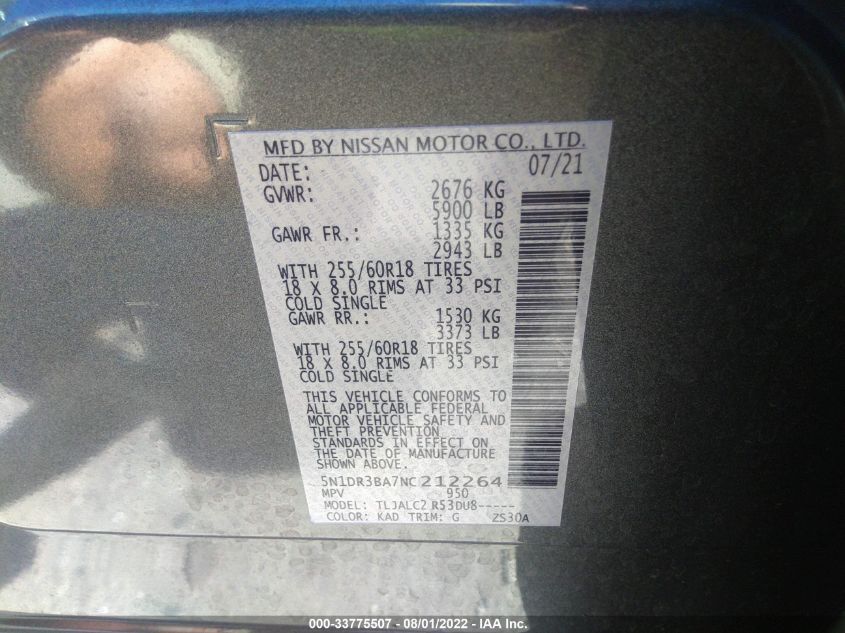 MFD BY NISSAN MOTOR CO., LTD.
DATE: 07/21
GVWR: 2676 KG
5900 LB
GAWR FR.: 1335 KG
2943 LB
WITH 255/60R18 TIRES
18 X 8.0 RIMS AT 33 PSI
COLD SINGLE
GAWR RR.: 1530 KG
3373 LB
WITH 255/60R18 TIRES
18 X 8.0 RIMS AT 33 PSI
COLD SINGLE
THIS VEHICLE CONFORMS TO
ALL APPLICABLE FEDERAL
MOTOR VEHICLE SAFETY AND
THEFT PREVENTION
STANDARDS IN EFFECT ON
THE DATE OF MANUFACTURE
SHOWN ABOVE.
5N1DR3BA7NC212264
MPV 950
MODEL: TLJALC2 R53DU8-----
COLOR: KAD TRIM: G ZS30A
000-33775507 - 08/01/2022 - IAA Inc.